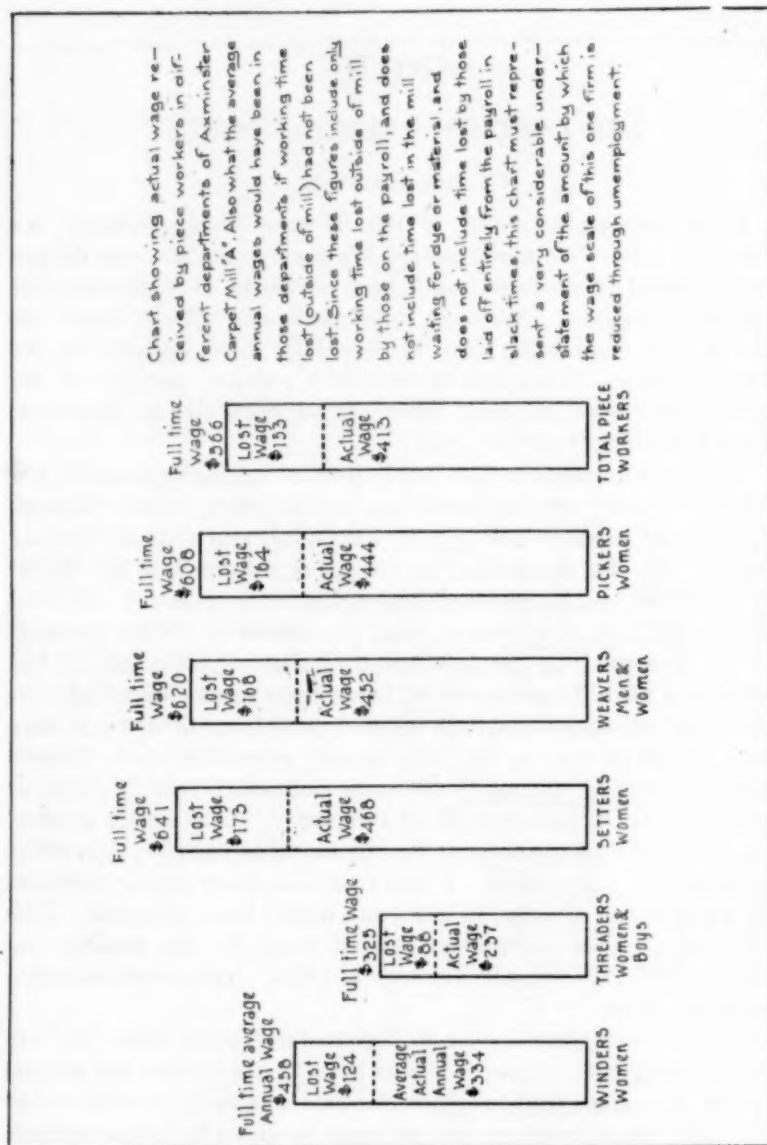 Full time average
Annual Wage
$458
Lost
Wage
$124
Average
Actual
Annual
Wage
$334
WINDERS
Women
Full time Wage
$325
Lost
Wage
$88
Actual
Wage
$237
THREADERS
Women &
Boys
Full time
Wage
$641
Lost
Wage
$173
Actual
Wage
$468
SETTERS
Women
Full time
Wage
$620
Lost
Wage
$168
Actual
Wage
$452
WEAVERS
Men &
Women
Full time
Wage
$608
Lost
Wage
$164
Actual
Wage
$444
PICKERS
Women
Full time
Wage
$566
Lost
Wage
$153
Actual
Wage
$413
TOTAL PIECE
WORKERS
Chart showing actual wage re-
ceived by piece workers in dif-
ferent departments of Axminster
Carpet Mill "A". Also what the average
annual wages would have been in
those departments if working time
lost (outside of mill) had not been
lost. Since these figures include only
working time lost outside of mill
by those on the payroll, and does
not include time lost in the mill
waiting for dye or material, and
does not include time lost by those
laid off entirely from the payroll in
slack times, this chart must repre-
sent a very considerable under-
statement of the amount by which
the wage scale of this one firm is
reduced through umemployment.